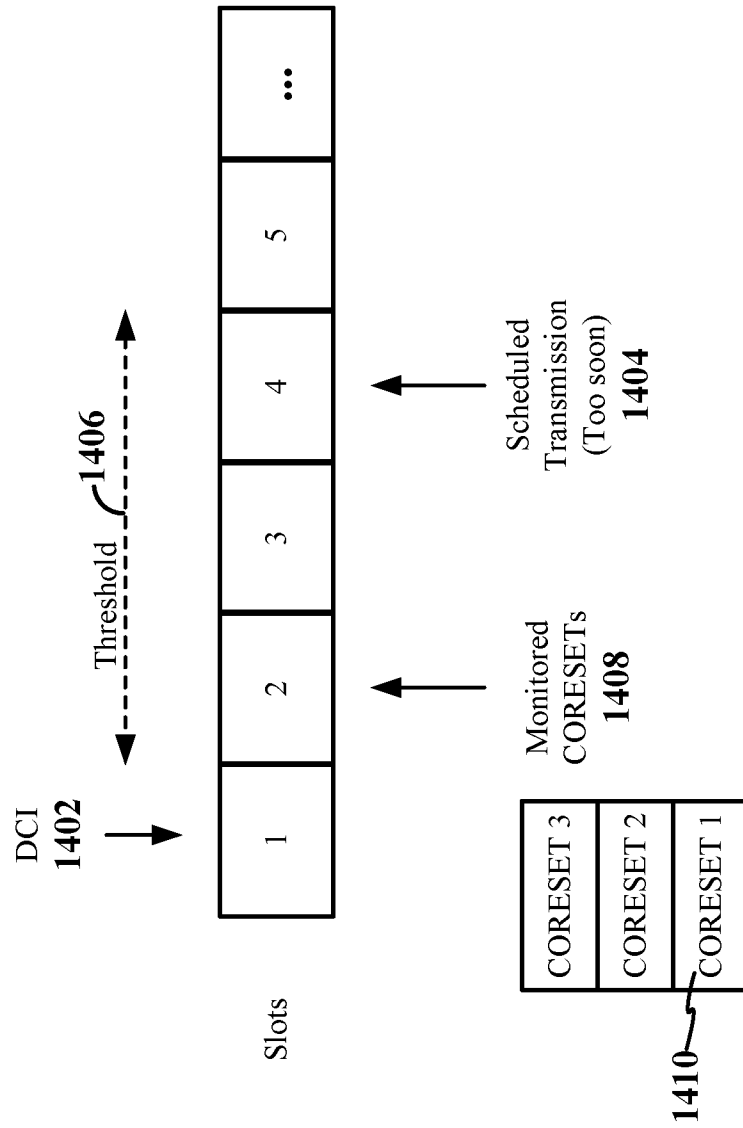 DCI
1402
Threshold
1406
Slots
1
2
3
4
5
...
Monitored
CORESETs
1408
Scheduled
Transmission
(Too soon)
1404
CORESET 3
CORESET 2
CORESET 1
1410